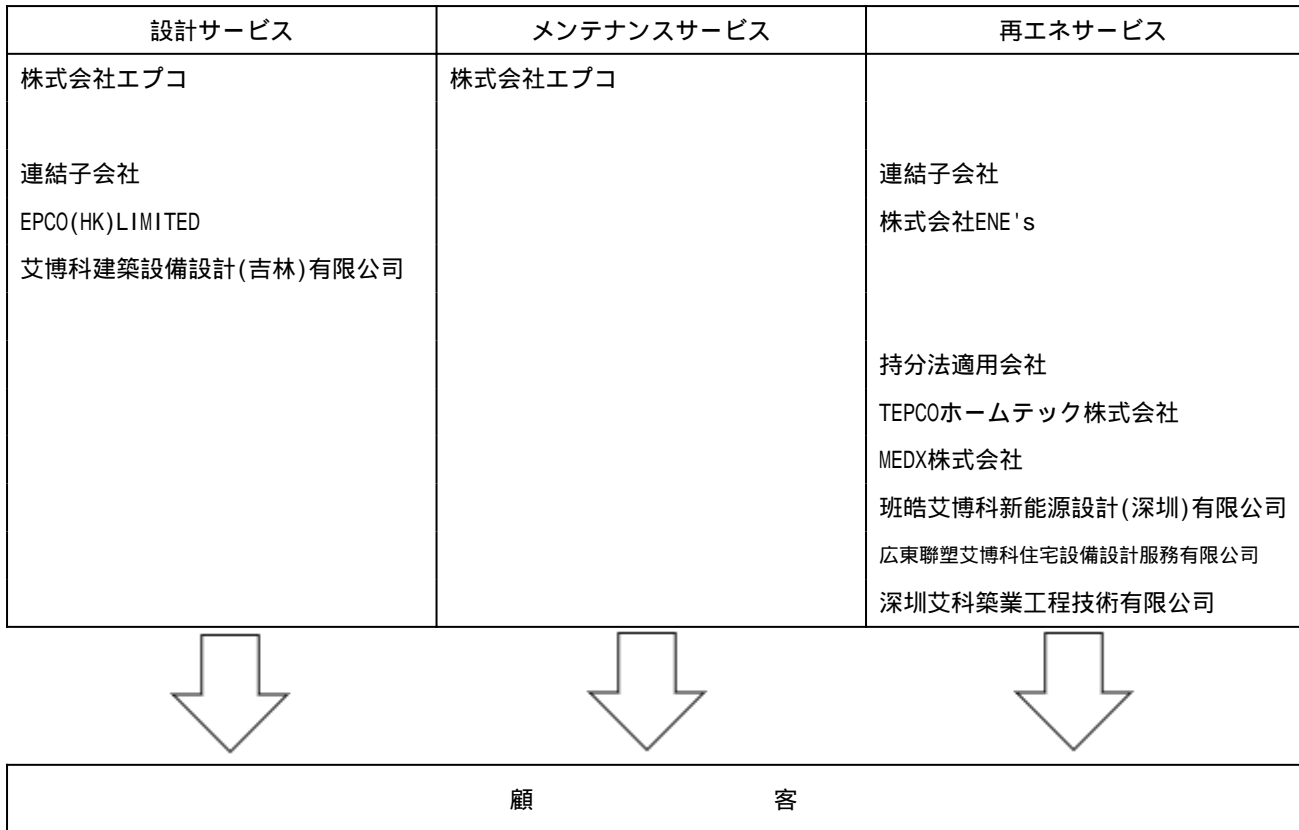 設計サービス
メンテナンスサービス
再エネサービス
株式会社エプコ
連結子会社
EPCO(HK)LIMITED
艾博科建築設備設計(吉林)有限公司
株式会社エプコ
連結子会社
株式会社ENE's
持分法適用会社
TEPCOホームテック株式会社
MEDX株式会社
班皓艾博科新能源設計(深圳)有限公司
広東聯塑艾博科住宅設備設計服務有限公司
深圳艾科築業工程技術有限公司
顧　客